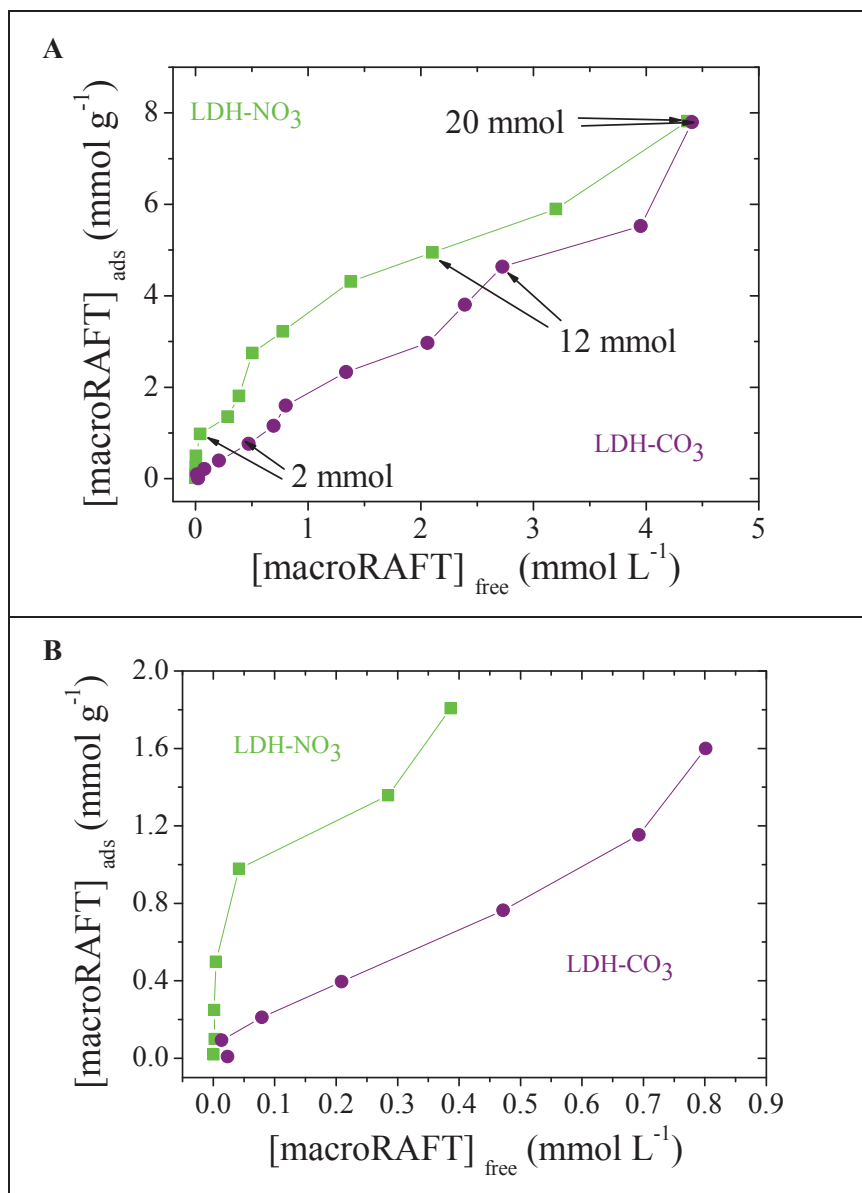 A
LDH-NO₃
20 mmol
12 mmol
2 mmol
LDH-CO₃
8
6
4
2
0
0 1 2 3 4 5
[macroRAFT] ads (mmol g⁻¹)
[macroRAFT] free (mmol L⁻¹)
B
LDH-NO₃
LDH-CO₃
2.0
1.6
1.2
0.8
0.4
0.0
0.0 0.1 0.2 0.3 0.4 0.5 0.6 0.7 0.8 0.9
[macroRAFT] ads (mmol g⁻¹)
[macroRAFT] free (mmol L⁻¹)